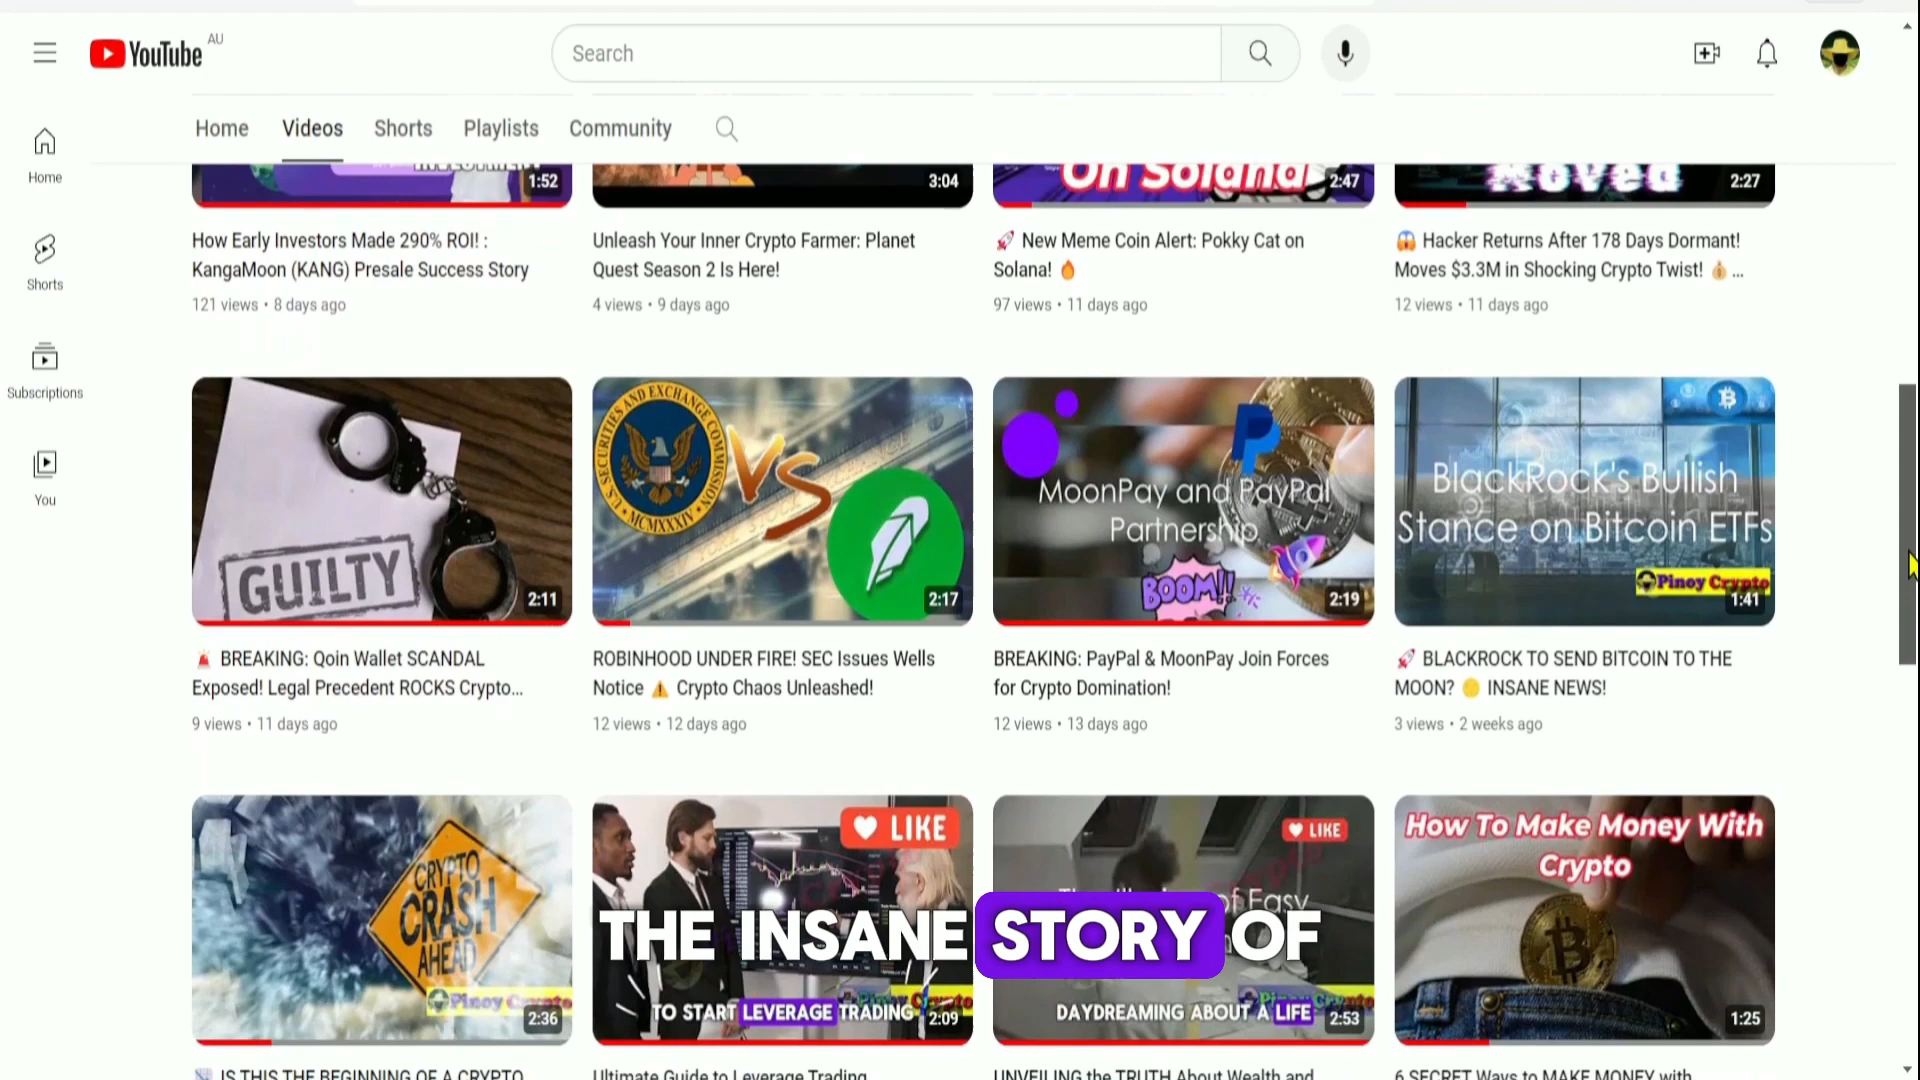 YouTube AU
Search
Home
Videos
Shorts
Playlists
Community
Home
Shorts
Subscriptions
You
1:52
3:04
On Solana
2:47
Moved
2:27
How Early Investors Made 290% ROI! :
KangaMoon (KANG) Presale Success Story
121 views • 8 days ago
Unleash Your Inner Crypto Farmer: Planet
Quest Season 2 Is Here!
4 views • 9 days ago
🚀 New Meme Coin Alert: Pokky Cat on
Solana! 🔥
97 views • 11 days ago
😱 Hacker Returns After 178 Days Dormant!
Moves $3.3M in Shocking Crypto Twist! 💰 ...
12 views • 11 days ago
GUILTY
2:11
U.S. SECURITIES AND EXCHANGE COMMISSION
MCMXXXIV
VS
2:17
MoonPay and PayPal
Partnership
BOOM!!
2:19
BlackRock's Bullish
Stance on Bitcoin ETFs
Pinoy Crypto
1:41
🚨 BREAKING: Qoin Wallet SCANDAL
Exposed! Legal Precedent ROCKS Crypto...
9 views • 11 days ago
ROBINHOOD UNDER FIRE! SEC Issues Wells
Notice ⚠️ Crypto Chaos Unleashed!
12 views • 12 days ago
BREAKING: PayPal & MoonPay Join Forces
for Crypto Domination!
12 views • 13 days ago
🚀 BLACKROCK TO SEND BITCOIN TO THE
MOON? 🌕 INSANE NEWS!
3 views • 2 weeks ago
CRYPTO
CRASH
AHEAD
Pinoy Crypto
2:36
LIKE
TO START LEVERAGE TRADING
2:09
LIKE
of Easy
DAYDREAMING ABOUT A LIFE
2:53
How To Make Money With
Crypto
1:25
THE INSANE STORY OF
IS THIS THE BEGINNING OF A CRYPTO
Ultimate Guide to Leverage Trading
UNVEILING the TRUTH About Wealth and
6 SECRET Ways to MAKE MONEY with